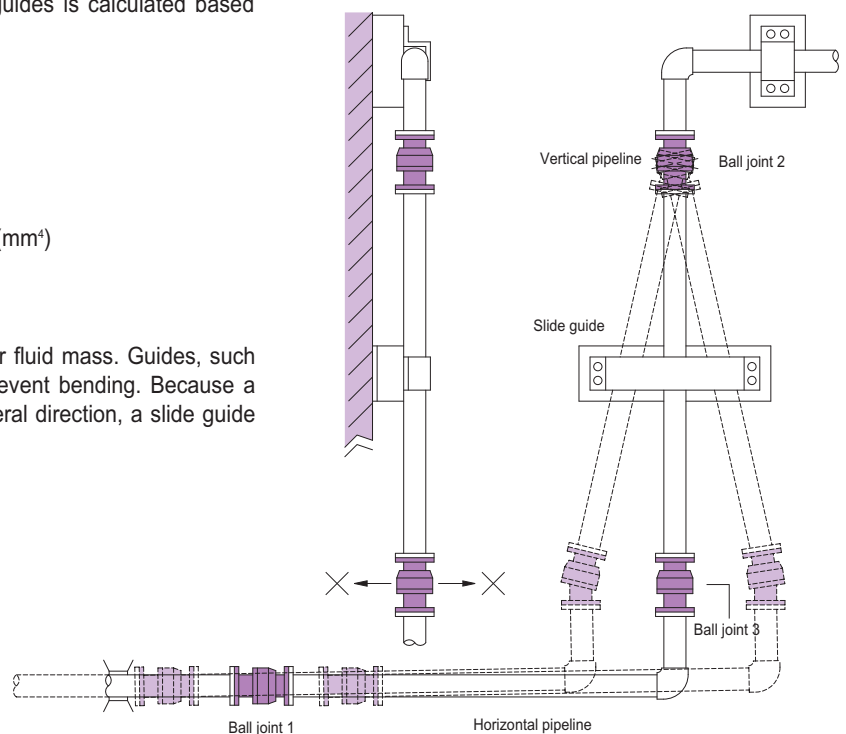 guides is calculated based
(mm⁴)
r fluid mass. Guides, such
event bending. Because a
eral direction, a slide guide
Vertical pipeline
Ball joint 2
Slide guide
Ball joint 3
Ball joint 1
Horizontal pipeline